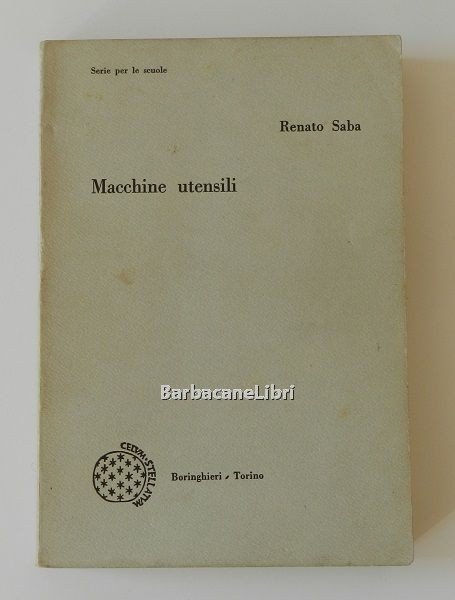 Serie per le scuole
Renato Saba
Macchine utensili
BarbacaneLibri
CELVM·STELLATVM
Boringhieri - Torino